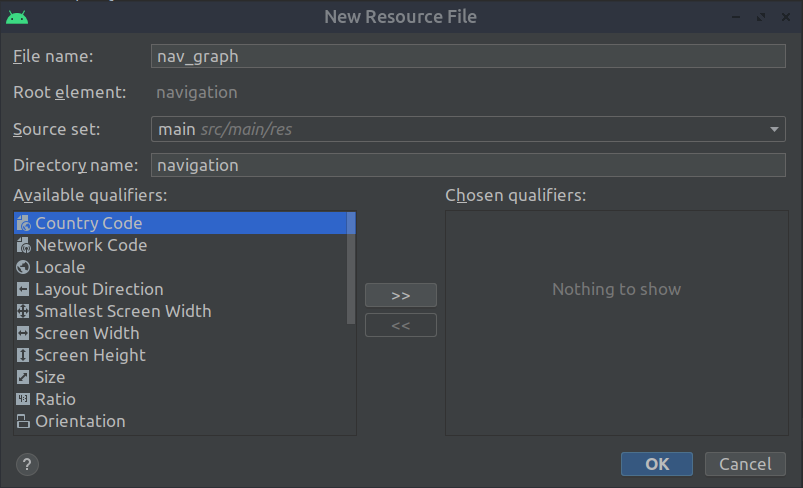 New Resource File
File name: nav_graph
Root element: navigation
Source set: main src/main/res
Directory name: navigation
Available qualifiers: Chosen qualifiers:
Country Code
Network Code
Locale
Layout Direction
Smallest Screen Width
Screen Width
Screen Height
Size
Ratio
Orientation
>>
<<
Nothing to show
? OK Cancel